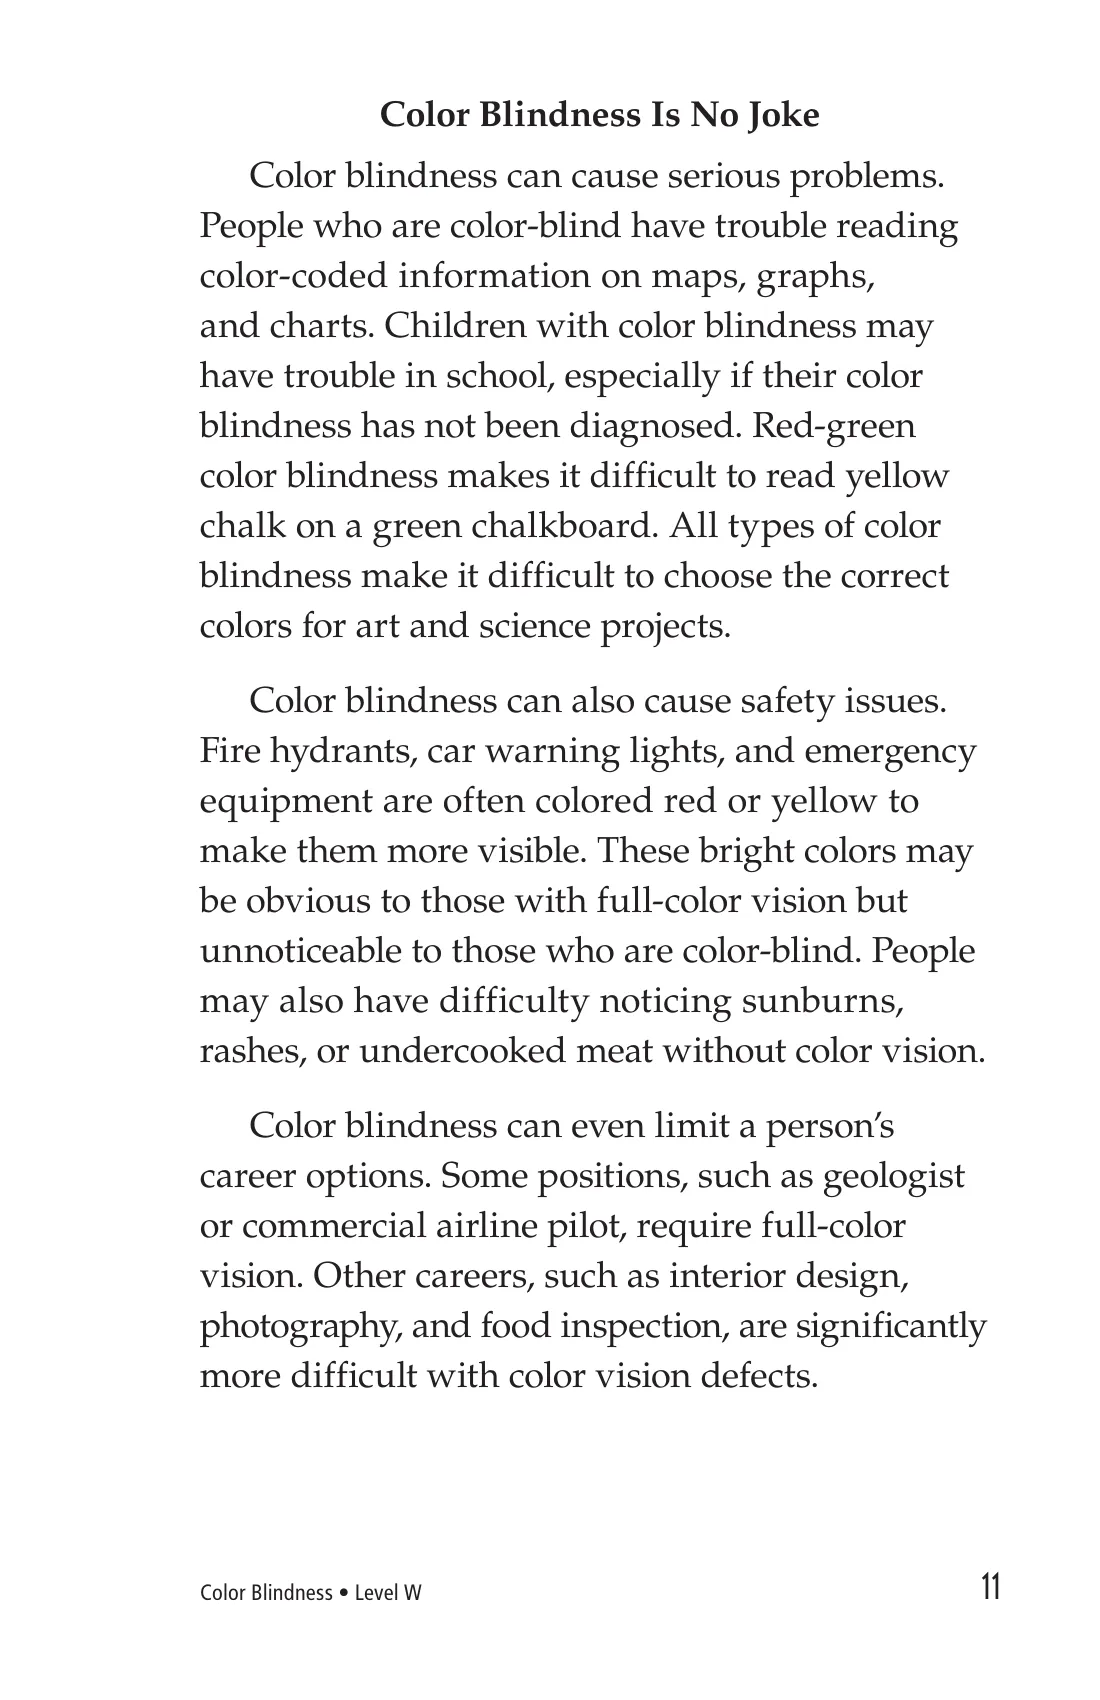 Color Blindness Is No Joke
Color blindness can cause serious problems.
People who are color-blind have trouble reading
color-coded information on maps, graphs,
and charts. Children with color blindness may
have trouble in school, especially if their color
blindness has not been diagnosed. Red-green
color blindness makes it difficult to read yellow
chalk on a green chalkboard. All types of color
blindness make it difficult to choose the correct
colors for art and science projects.
Color blindness can also cause safety issues.
Fire hydrants, car warning lights, and emergency
equipment are often colored red or yellow to
make them more visible. These bright colors may
be obvious to those with full-color vision but
unnoticeable to those who are color-blind. People
may also have difficulty noticing sunburns,
rashes, or undercooked meat without color vision.
Color blindness can even limit a person’s
career options. Some positions, such as geologist
or commercial airline pilot, require full-color
vision. Other careers, such as interior design,
photography, and food inspection, are significantly
more difficult with color vision defects.
Color Blindness • Level W
11